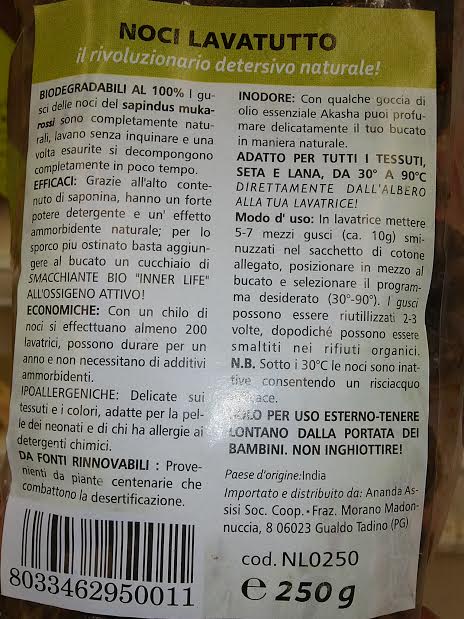 NOCI LAVATUTTO
il rivoluzionario detersivo naturale!
BIODEGRADABILI AL 100% I gu-
sci delle noci del sapindus muka-
rossi sono completamente natu-
rali, lavano senza inquinare e una
volta esaurite si decompongono
completamente in poco tempo.
EFFICACI: Grazie all'alto conte-
nuto di saponina, hanno un forte
potere detergente e un' effetto
ammorbidente naturale; per lo
sporco piu ostinato basta aggiun-
gere al bucato un cucchiaio di
SMACCHIANTE BIO "INNER LIFE"
ALL'OSSIGENO ATTIVO!
ECONOMICHE: Con un chilo di
noci si effecttuano almeno 200
lavatrici, possono durare per un
anno e non necessitano di additivi
ammorbidenti.
IPOALLERGENICHE: Delicate sui
tessuti e i colori, adatte per la pel-
le dei neonati e di chi ha allergie ai
detergenti chimici.
DA FONTI RINNOVABILI : Prove-
nienti da piante centenarie che
combattono la desertificazione.
8033462950011
INODORE: Con qualche goccia di
olio essenziale Akasha puoi profu-
mare delicatamente il tuo bucato
in maniera naturale.
ADATTO PER TUTTI I TESSUTI,
SETA E LANA, DA 30° A 90°C
DIRETTAMENTE DALL'ALBERO
ALLA TUA LAVATRICE!
Modo d' uso: In lavatrice mettere
5-7 mezzi gusci (ca. 10g) smi-
nuzzati nel sacchetto di cotone
allegato, posizionare in mezzo al
bucato e selezionare il program-
ma desiderato (30°-90°). I gusci
possono essere riutillizzati 2-3
volte, dopodiché possono essere
smaltiti nei rifiuti organici.
N.B. Sotto i 30°C le noci sono inat-
tive consentendo un risciacquo
SOLO PER USO ESTERNO-TENERE
LONTANO DALLA PORTATA DEI
BAMBINI. NON INGHIOTTIRE!
Paese d'origine:India
Importato e distribuito da: Ananda As-
sisi Soc. Coop. • Fraz. Morano Madon-
nuccia, 8 06023 Gualdo Tadino (PG)
cod. NL0250
e 250 g